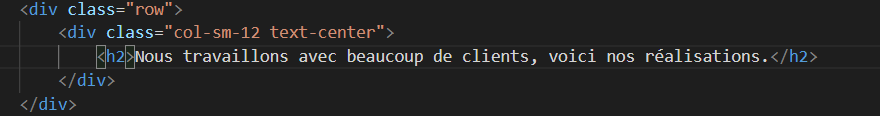 <div class="row">
<div class="col-sm-12 text-center">
<h2>Nous travaillons avec beaucoup de clients, voici nos réalisations.</h2>
</div>
</div>